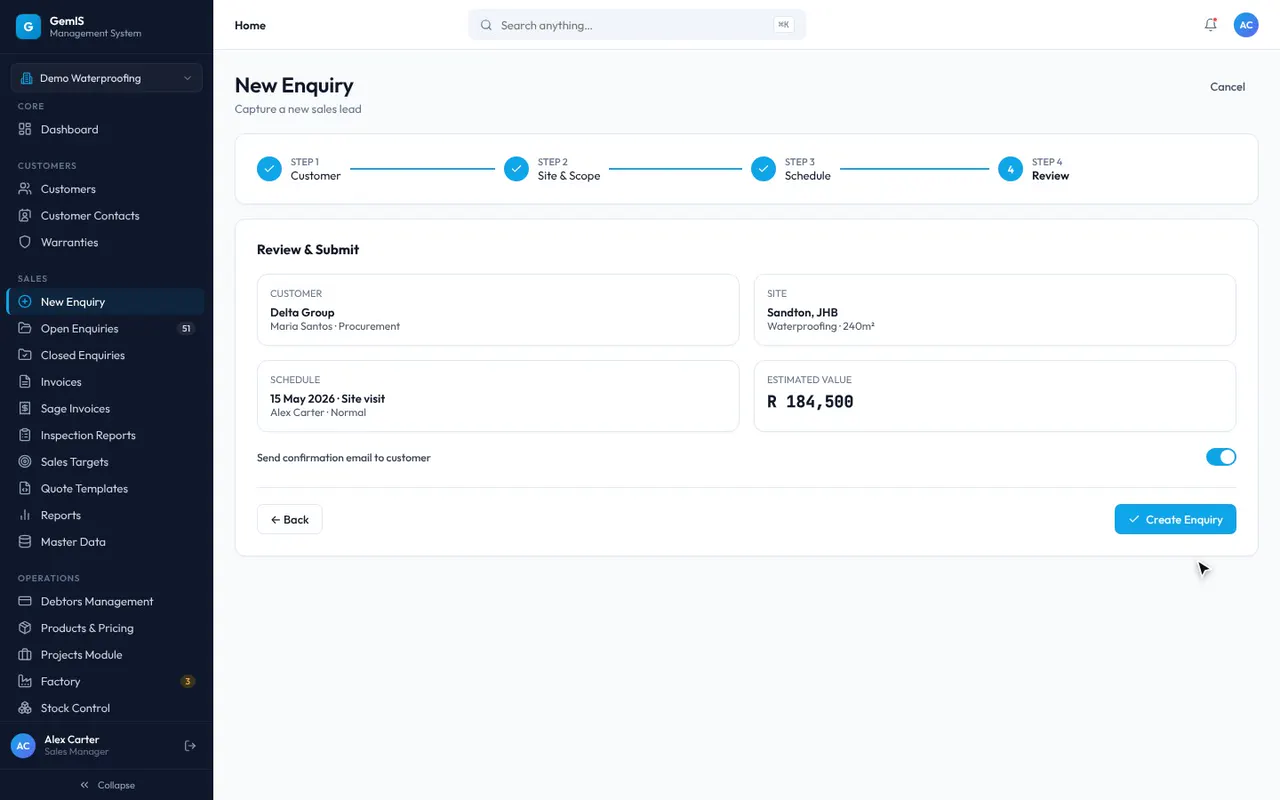 G
GemIS
Management System
Demo Waterproofing
CORE
Dashboard
CUSTOMERS
Customers
Customer Contacts
Warranties
SALES
New Enquiry
Open Enquiries 51
Closed Enquiries
Invoices
Sage Invoices
Inspection Reports
Sales Targets
Quote Templates
Reports
Master Data
OPERATIONS
Debtors Management
Products & Pricing
Projects Module
Factory 3
Stock Control
AC
Alex Carter
Sales Manager
« Collapse
Home
Search anything...
⌘K
AC
New Enquiry
Capture a new sales lead
Cancel
STEP 1
Customer
STEP 2
Site & Scope
STEP 3
Schedule
4
STEP 4
Review
Review & Submit
CUSTOMER
Delta Group
Maria Santos · Procurement
SITE
Sandton, JHB
Waterproofing · 240m²
SCHEDULE
15 May 2026 · Site visit
Alex Carter · Normal
ESTIMATED VALUE
R 184,500
Send confirmation email to customer
← Back
Create Enquiry